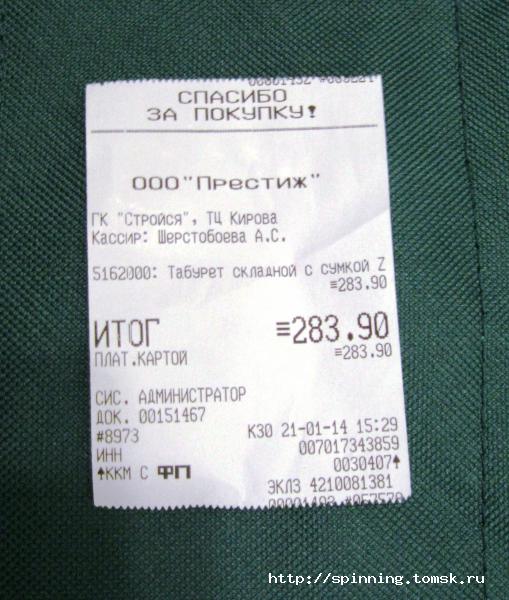 СПАСИБО
ЗА ПОКУПКУ!
ООО"Престиж"
ГК "Стройся", ТЦ Кирова
Кассир: Шерстобоева А.С.
5162000: Табурет складной с сумкой Z
≡283.90
ИТОГ ≡283.90
ПЛАТ.КАРТОЙ ≡283.90
СИС. АДМИНИСТРАТОР
ДОК. 00151467
#8973 К30 21-01-14 15:29
ИНН 007017343859
0030407↑
↑ККМ С ФП
ЭКЛЗ 4210081381
http://spinning.tomsk.ru